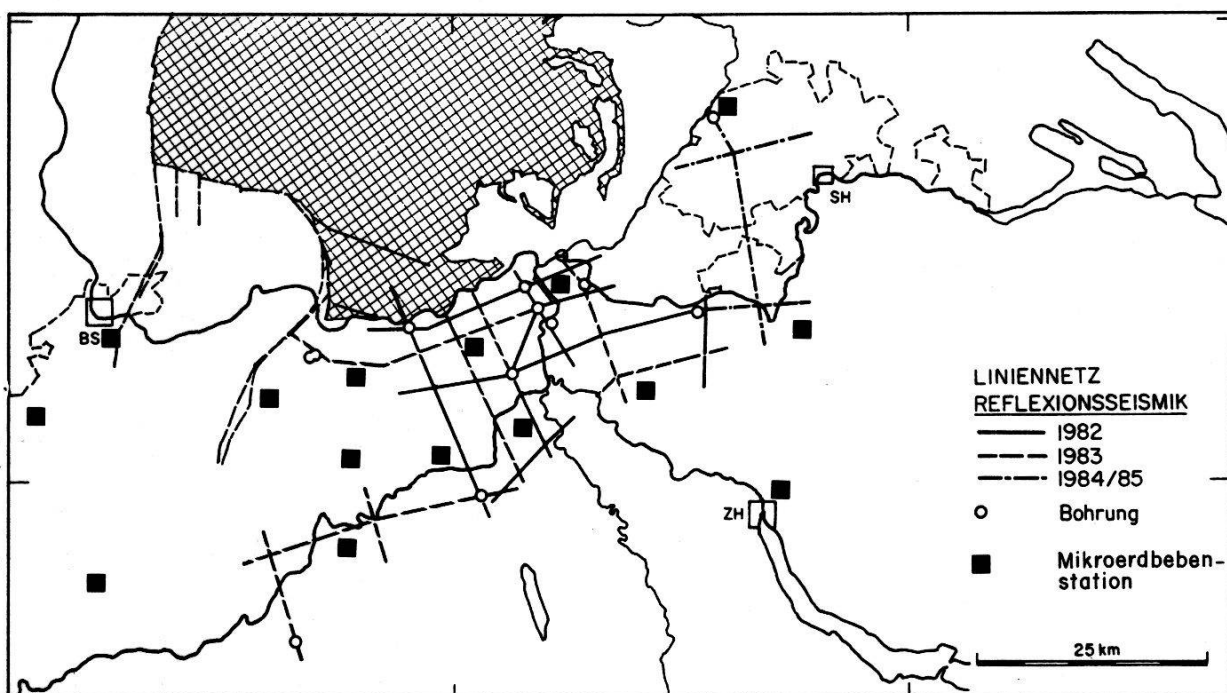 SH
BS
LINIENNETZ
REFLEXIONSSEISMIK
1982
1983
1984/85
Bohrung
ZH
Mikroerdbeben-
station
25 km